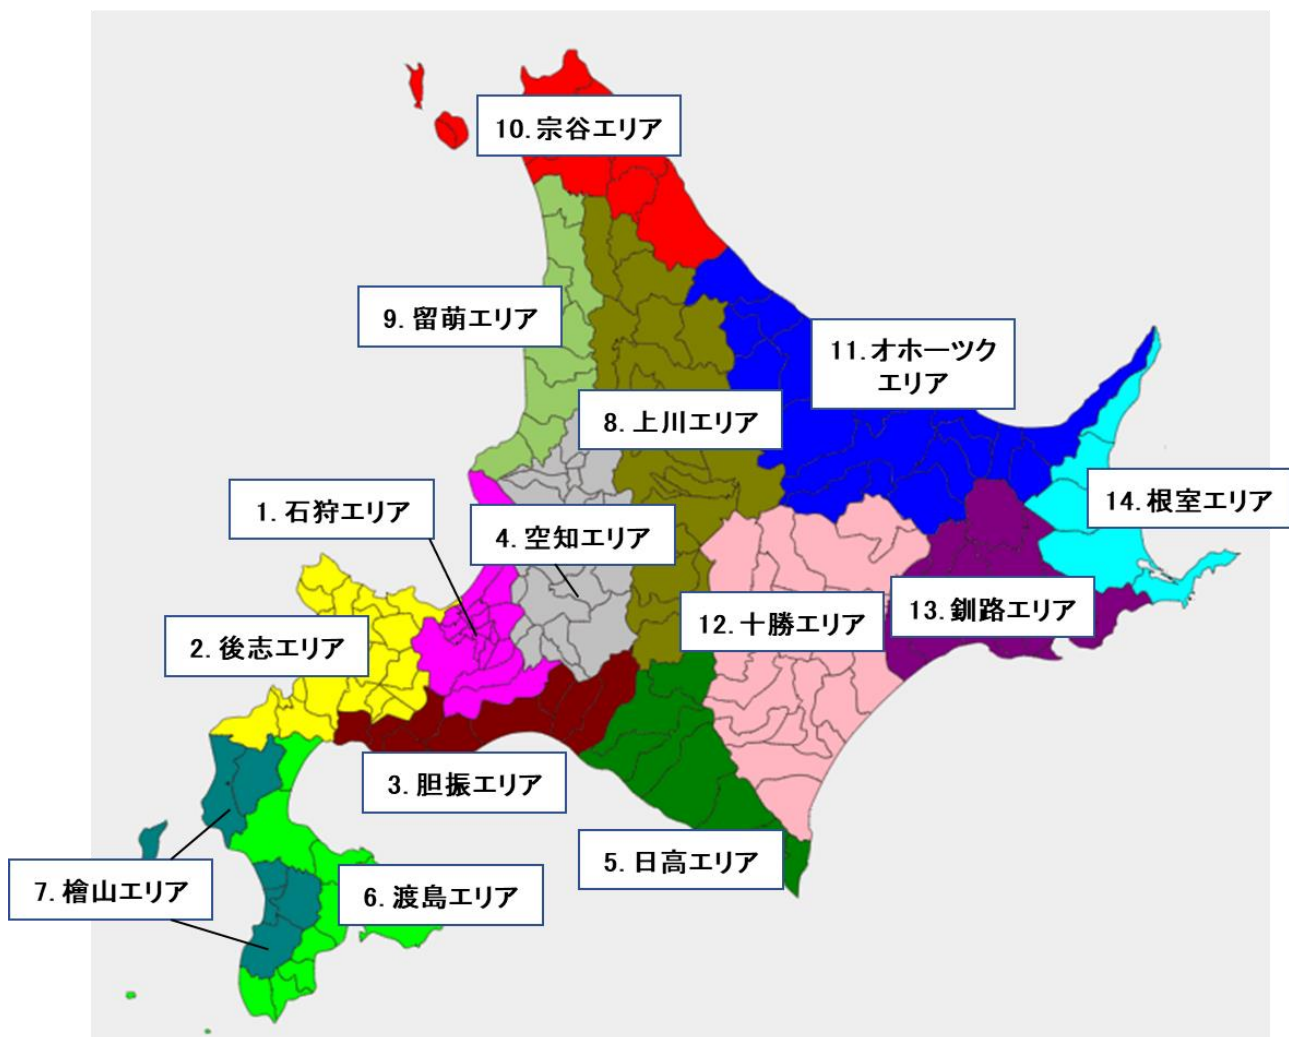 10.宗谷エリア
9.留萌エリア
11.オホーツク
エリア
8.上川エリア
1.石狩エリア
14.根室エリア
4.空知エリア
13.釧路エリア
12.十勝エリア
2.後志エリア
3.胆振エリア
5.日高エリア
7.檜山エリア
6.渡島エリア